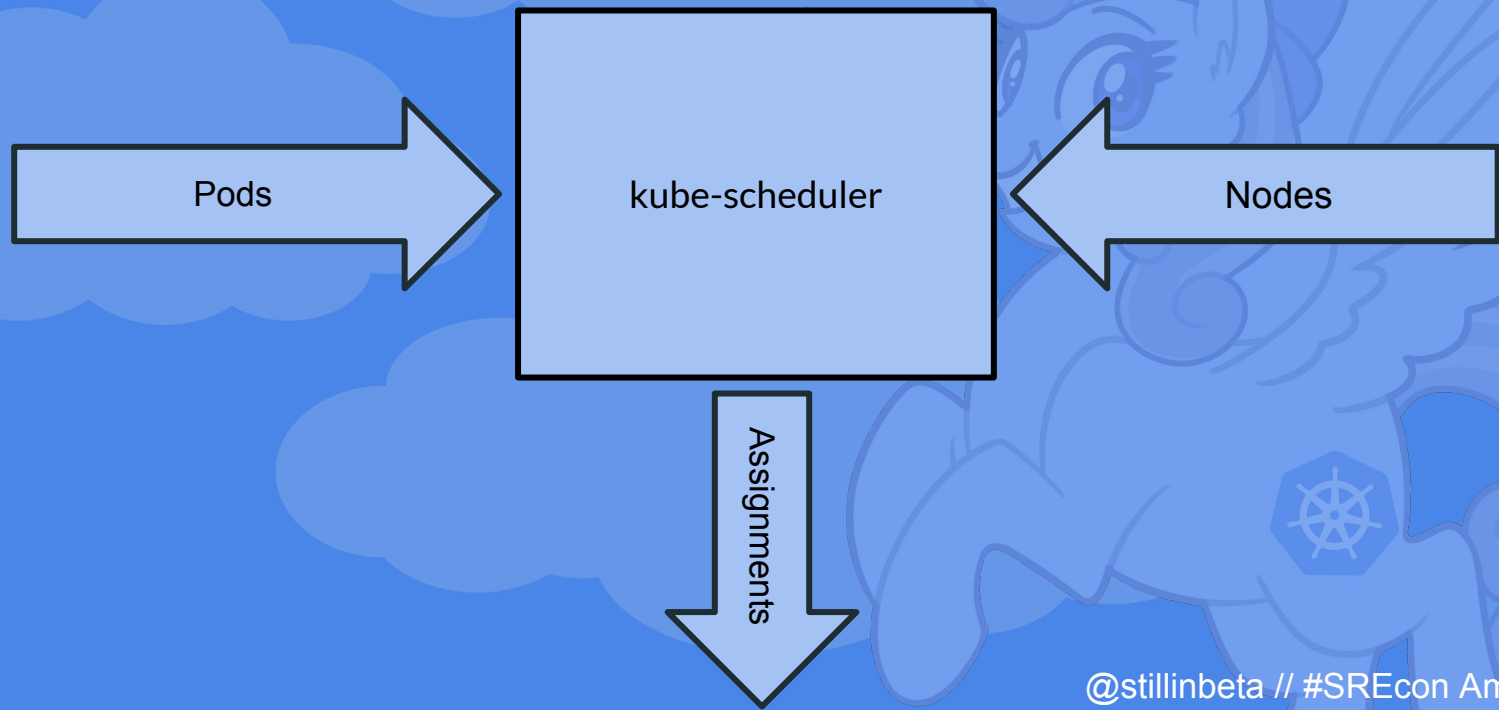 Pods
kube-scheduler
Nodes
Assignments
@stillinbeta // #SREcon